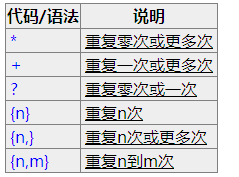 代码/语法 说明
* 重复零次或更多次
+ 重复一次或更多次
? 重复零次或一次
{n} 重复n次
{n,} 重复n次或更多次
{n,m} 重复n到m次